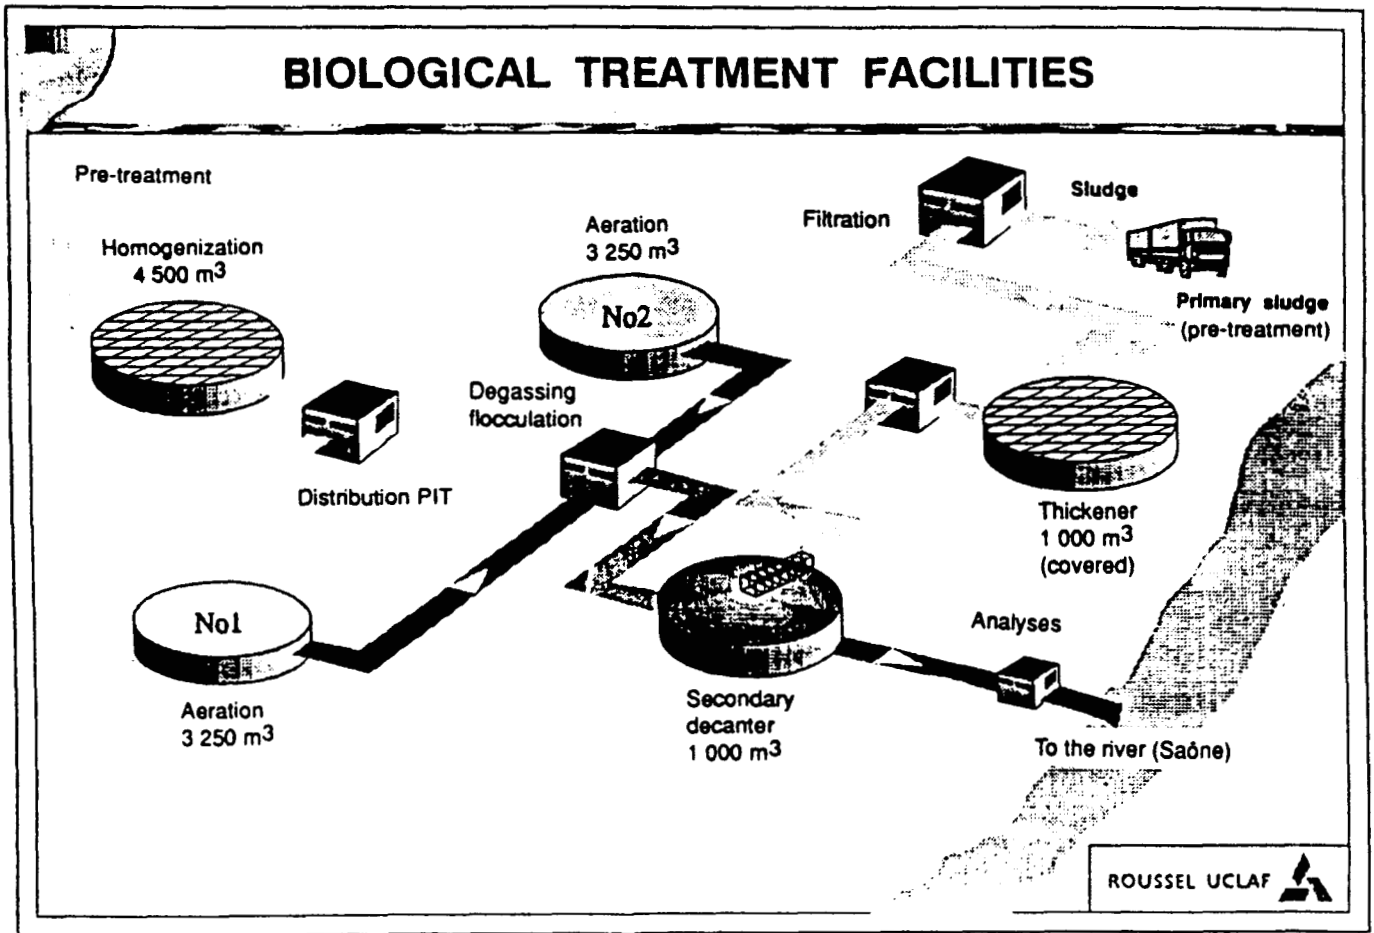 BIOLOGICAL TREATMENT FACILITIES
Pre-treatment
Homogenization
4 500 m3
Distribution PIT
Aeration
3 250 m3
No2
Degassing
flocculation
Filtration
Sludge
Primary sludge
(pre-treatment)
Thickener
1 000 m3
(covered)
No1
Aeration
3 250 m3
Secondary
decanter
1 000 m3
Analyses
To the river (Saône)
ROUSSEL UCLAF